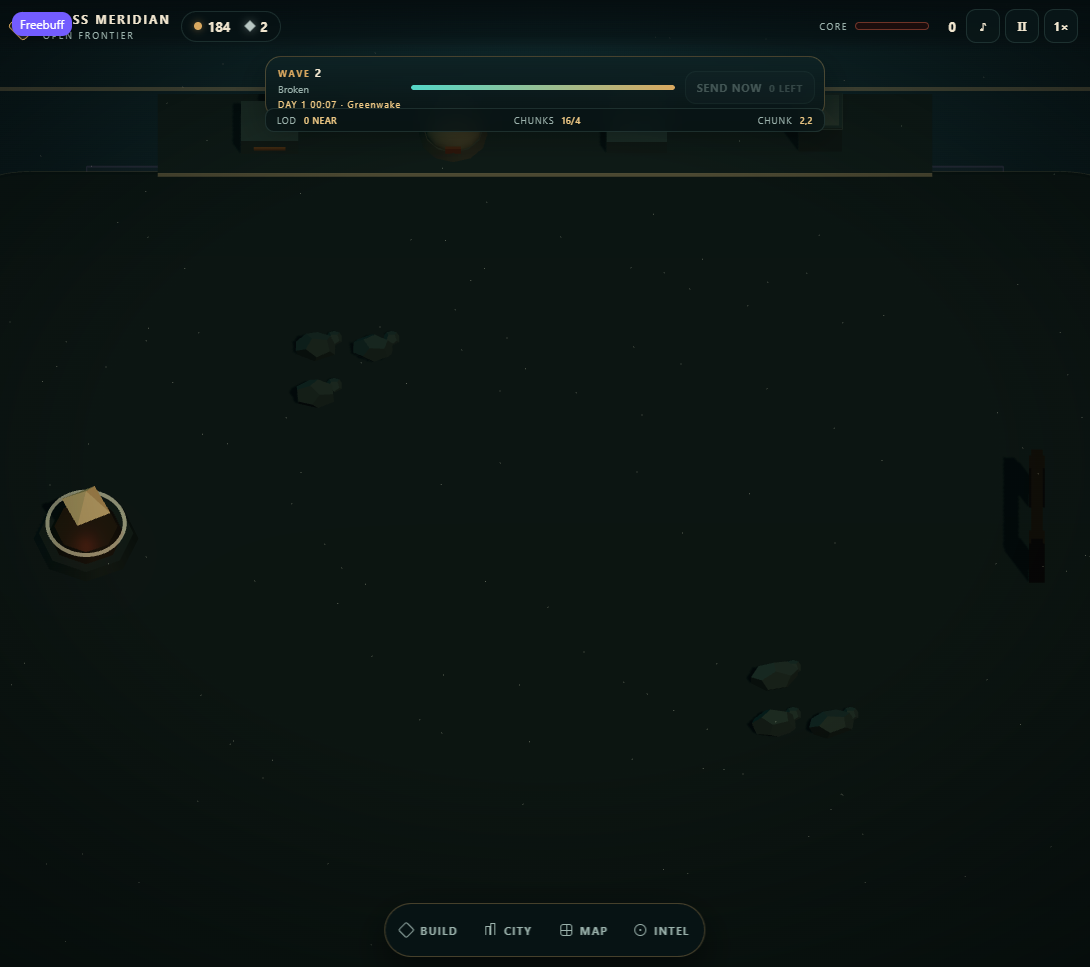 Freebuff
SS MERIDIAN
OPEN FRONTIER
184 2
CORE 0 ♪ II 1×
WAVE 2
Broken
DAY 1 00:07 · Greenwake
SEND NOW 0 LEFT
LOD 0 NEAR CHUNKS 16/4 CHUNK 2,2
BUILD CITY MAP INTEL